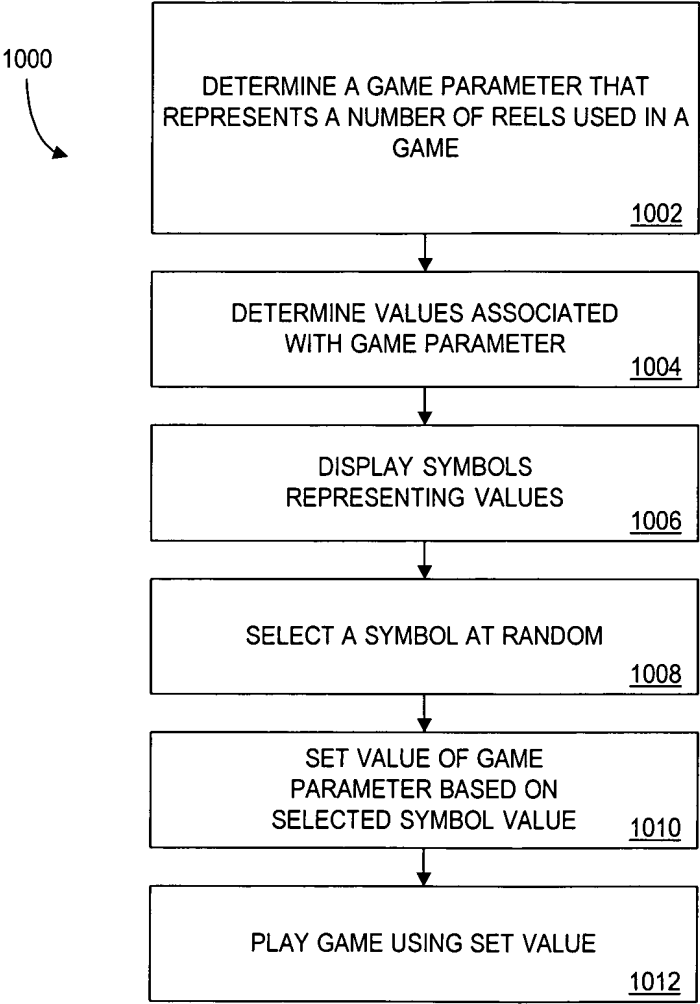 1000
DETERMINE A GAME PARAMETER THAT
REPRESENTS A NUMBER OF REELS USED IN A
GAME
1002
DETERMINE VALUES ASSOCIATED
WITH GAME PARAMETER
1004
DISPLAY SYMBOLS
REPRESENTING VALUES
1006
SELECT A SYMBOL AT RANDOM
1008
SET VALUE OF GAME
PARAMETER BASED ON
SELECTED SYMBOL VALUE
1010
PLAY GAME USING SET VALUE
1012